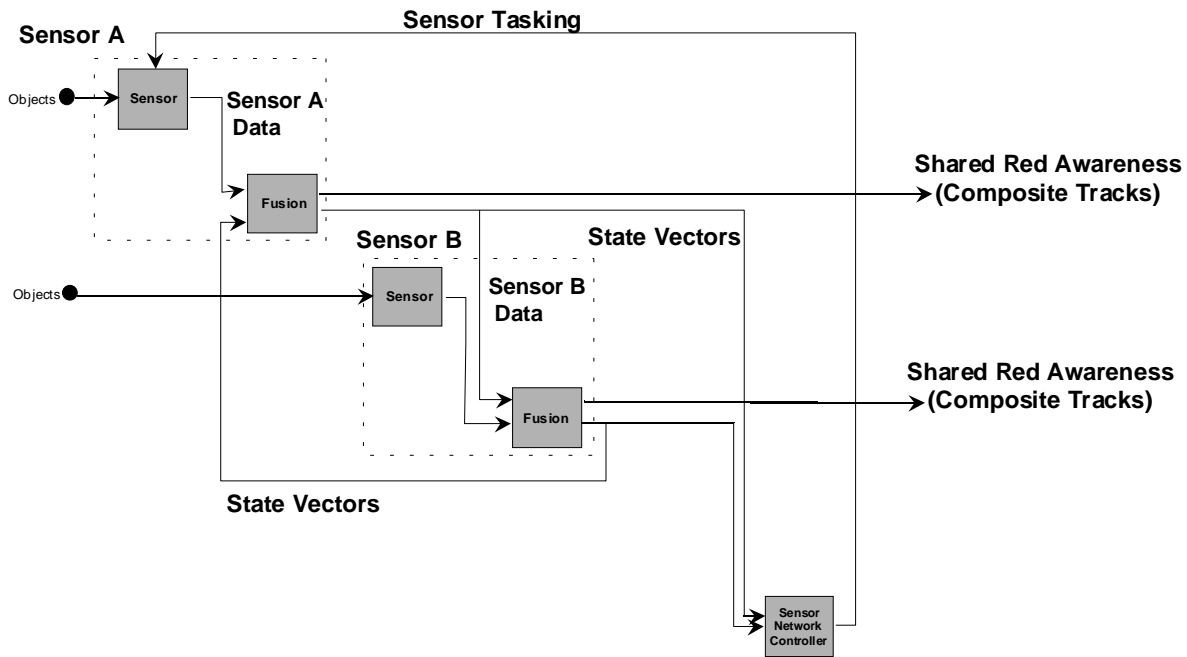 Sensor Tasking
Sensor A
Objects
Sensor
Sensor A
Data
Fusion
Shared Red Awareness
(Composite Tracks)
Sensor B
State Vectors
Objects
Sensor
Sensor B
Data
Fusion
Shared Red Awareness
(Composite Tracks)
State Vectors
Sensor
Network
Controller